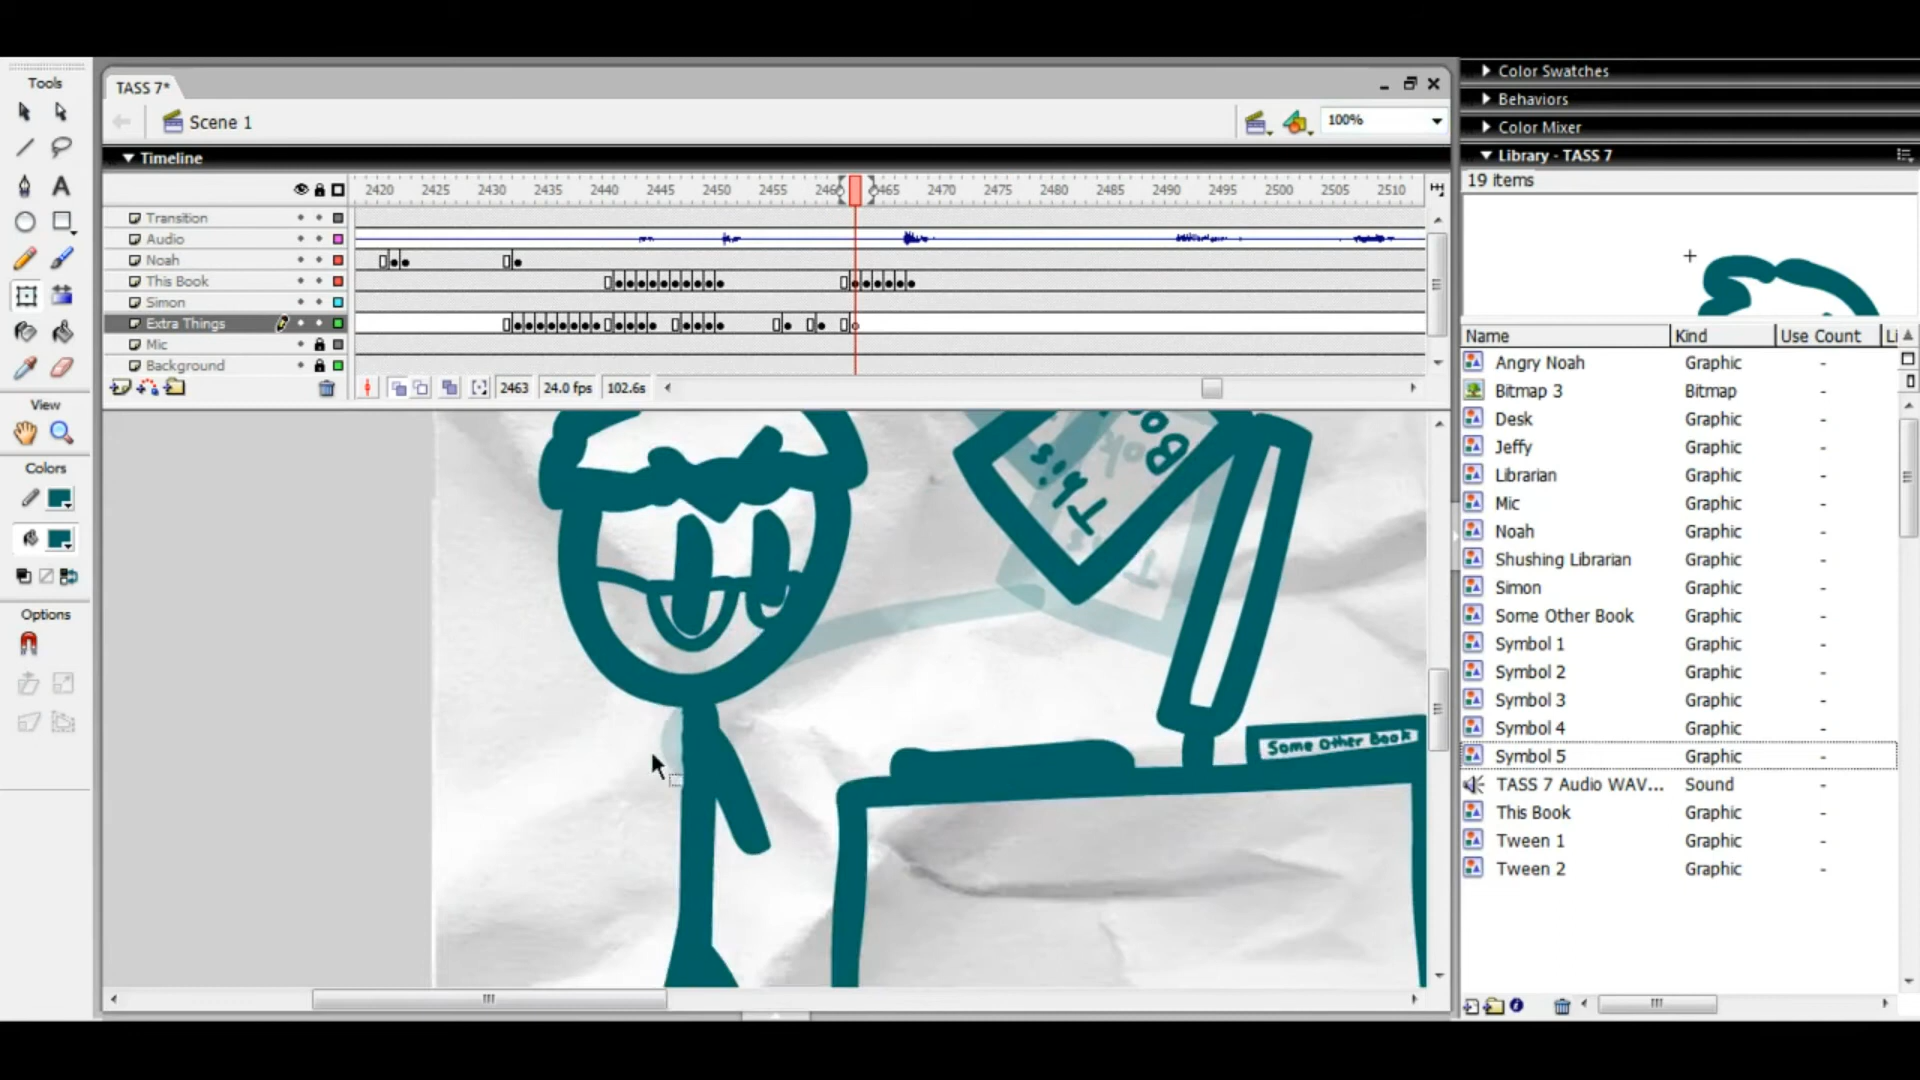 Tools
TASS 7*
Scene 1
100%
Timeline
2420 2425 2430 2435 2440 2445 2450 2455 2465 2470 2475 2480 2485 2490 2495 2500 2505 2510
Transition
Audio
Noah
This Book
Simon
Extra Things
Mic
Background
2463 24.0 fps 102.6s
View
Colors
Options
This
Book
Some Other Book
Color Swatches
Behaviors
Color Mixer
Library - TASS 7
19 items
Name Kind Use Count Li
Angry Noah Graphic -
Bitmap 3 Bitmap -
Desk Graphic -
Jeffy Graphic -
Librarian Graphic -
Mic Graphic -
Noah Graphic -
Shushing Librarian Graphic -
Simon Graphic -
Some Other Book Graphic -
Symbol 1 Graphic -
Symbol 2 Graphic -
Symbol 3 Graphic -
Symbol 4 Graphic -
Symbol 5 Graphic -
TASS 7 Audio WAV... Sound -
This Book Graphic -
Tween 1 Graphic -
Tween 2 Graphic -